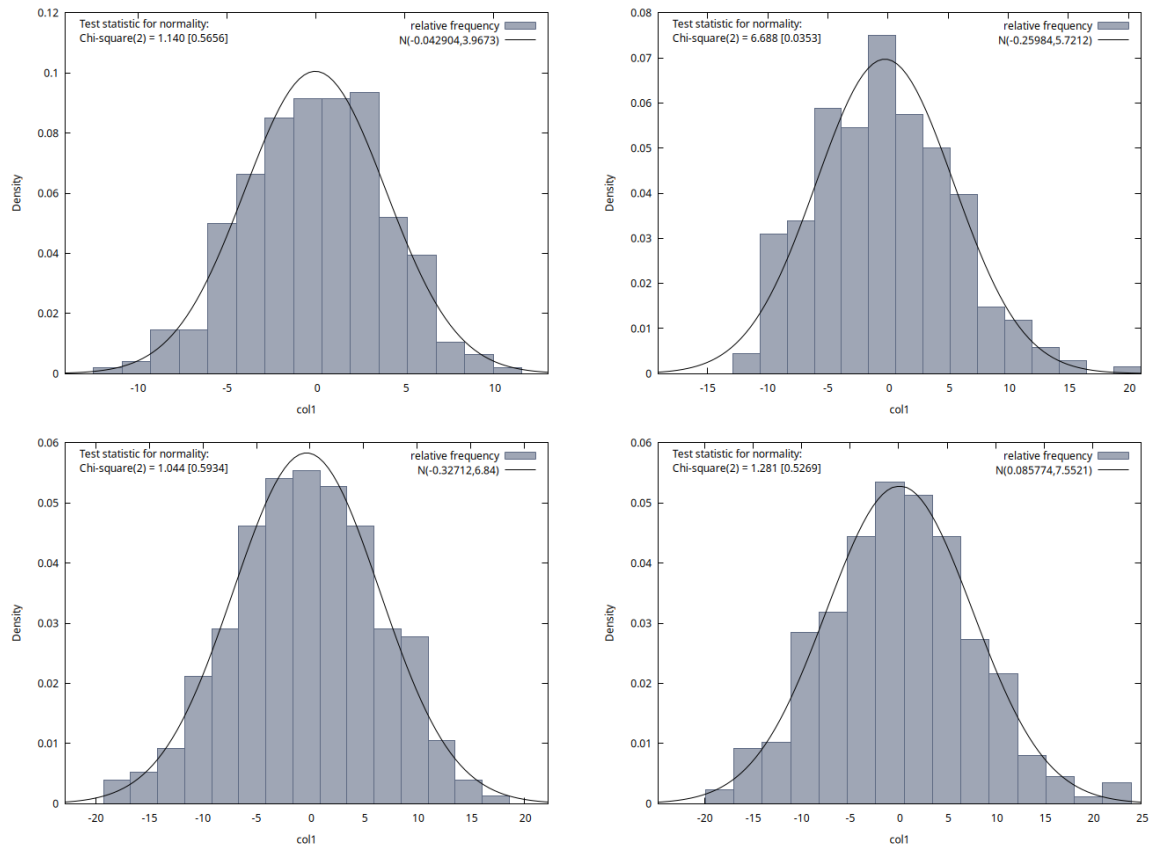 Test statistic for normality:
Chi-square(2) = 1.140 [0.5656]
relative frequency
N(-0.042904,3.9673)
0.12
0.1
0.08
0.06
0.04
0.02
0
Density
-10
-5
0
5
10
col1
Test statistic for normality:
Chi-square(2) = 6.688 [0.0353]
relative frequency
N(-0.25984,5.7212)
0.08
0.07
0.06
0.05
0.04
0.03
0.02
0.01
0
Density
-15
-10
-5
0
5
10
15
20
col1
Test statistic for normality:
Chi-square(2) = 1.044 [0.5934]
relative frequency
N(-0.32712,6.84)
0.06
0.05
0.04
0.03
0.02
0.01
0
Density
-20
-15
-10
-5
0
5
10
15
20
col1
Test statistic for normality:
Chi-square(2) = 1.281 [0.5269]
relative frequency
N(0.085774,7.5521)
0.06
0.05
0.04
0.03
0.02
0.01
0
Density
-20
-15
-10
-5
0
5
10
15
20
25
col1